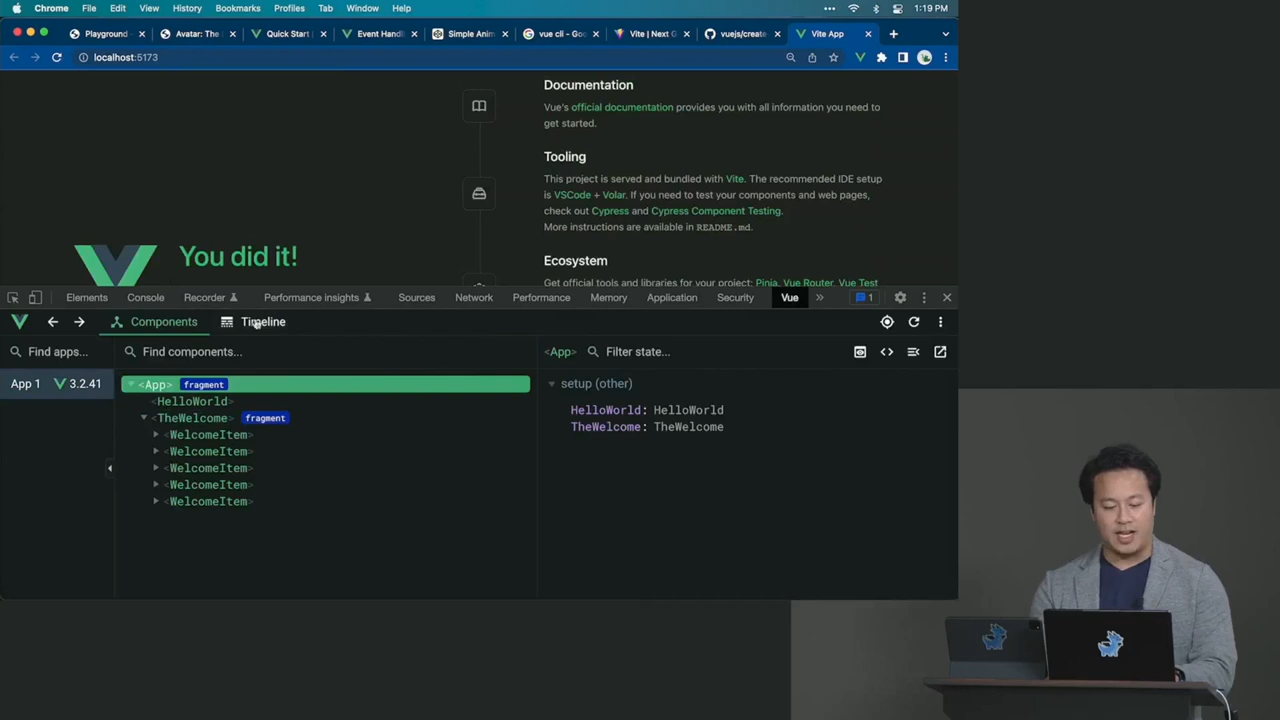 Chrome File Edit View History Bookmarks Profiles Tab Window Help 1:19 PM
Playground Avatar: The Quick Start | Event Handl Simple Anim vue cli - Goo Vite | Next G vuejs/create Vite App
localhost:5173
Documentation
Vue's official documentation provides you with all information you need to
get started.
Tooling
This project is served and bundled with Vite. The recommended IDE setup
is VSCode + Volar. If you need to test your components and web pages,
check out Cypress and Cypress Component Testing.
More instructions are available in README.md.
You did it!
Ecosystem
Get official tools and libraries for your project: Pinia, Vue Router, Vue Test
Elements Console Recorder Performance insights Sources Network Performance Memory Application Security Vue » 1
Components Timeline
Find apps... Find components... <App> Filter state...
App 1 3.2.41
<App> fragment
<HelloWorld>
<TheWelcome> fragment
<WelcomeItem>
<WelcomeItem>
<WelcomeItem>
<WelcomeItem>
<WelcomeItem>
setup (other)
HelloWorld: HelloWorld
TheWelcome: TheWelcome